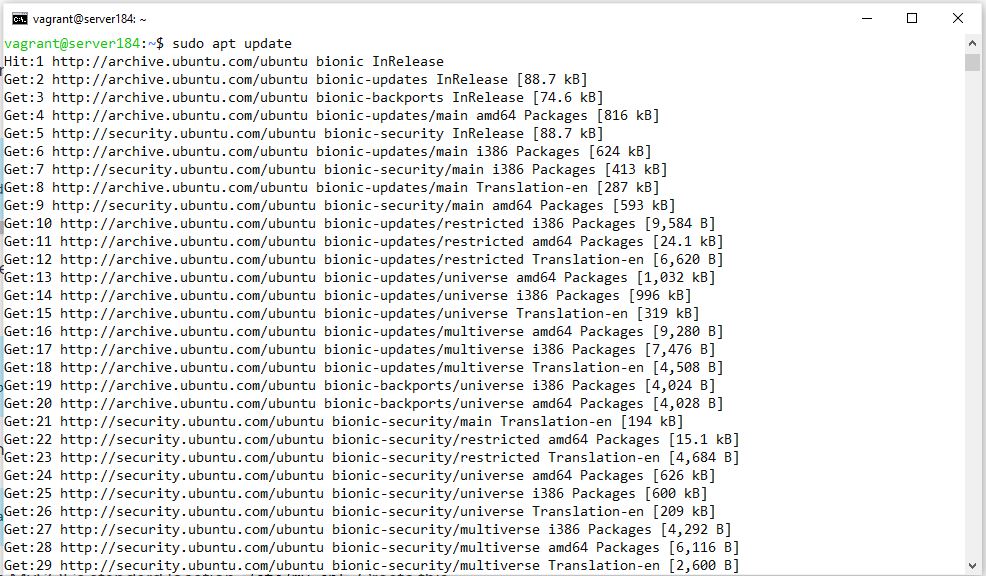 vagrant@server184: ~
vagrant@server184:~$ sudo apt update
Hit:1 http://archive.ubuntu.com/ubuntu bionic InRelease
Get:2 http://archive.ubuntu.com/ubuntu bionic-updates InRelease [88.7 kB]
Get:3 http://archive.ubuntu.com/ubuntu bionic-backports InRelease [74.6 kB]
Get:4 http://archive.ubuntu.com/ubuntu bionic-updates/main amd64 Packages [816 kB]
Get:5 http://security.ubuntu.com/ubuntu bionic-security InRelease [88.7 kB]
Get:6 http://archive.ubuntu.com/ubuntu bionic-updates/main i386 Packages [624 kB]
Get:7 http://security.ubuntu.com/ubuntu bionic-security/main i386 Packages [413 kB]
Get:8 http://archive.ubuntu.com/ubuntu bionic-updates/main Translation-en [287 kB]
Get:9 http://security.ubuntu.com/ubuntu bionic-security/main amd64 Packages [593 kB]
Get:10 http://archive.ubuntu.com/ubuntu bionic-updates/restricted i386 Packages [9,584 B]
Get:11 http://archive.ubuntu.com/ubuntu bionic-updates/restricted amd64 Packages [24.1 kB]
Get:12 http://archive.ubuntu.com/ubuntu bionic-updates/restricted Translation-en [6,620 B]
Get:13 http://archive.ubuntu.com/ubuntu bionic-updates/universe amd64 Packages [1,032 kB]
Get:14 http://archive.ubuntu.com/ubuntu bionic-updates/universe i386 Packages [996 kB]
Get:15 http://archive.ubuntu.com/ubuntu bionic-updates/universe Translation-en [319 kB]
Get:16 http://archive.ubuntu.com/ubuntu bionic-updates/multiverse amd64 Packages [9,280 B]
Get:17 http://archive.ubuntu.com/ubuntu bionic-updates/multiverse i386 Packages [7,476 B]
Get:18 http://archive.ubuntu.com/ubuntu bionic-updates/multiverse Translation-en [4,508 B]
Get:19 http://archive.ubuntu.com/ubuntu bionic-backports/universe i386 Packages [4,024 B]
Get:20 http://archive.ubuntu.com/ubuntu bionic-backports/universe amd64 Packages [4,028 B]
Get:21 http://security.ubuntu.com/ubuntu bionic-security/main Translation-en [194 kB]
Get:22 http://security.ubuntu.com/ubuntu bionic-security/restricted amd64 Packages [15.1 kB]
Get:23 http://security.ubuntu.com/ubuntu bionic-security/restricted Translation-en [4,684 B]
Get:24 http://security.ubuntu.com/ubuntu bionic-security/universe amd64 Packages [626 kB]
Get:25 http://security.ubuntu.com/ubuntu bionic-security/universe i386 Packages [600 kB]
Get:26 http://security.ubuntu.com/ubuntu bionic-security/universe Translation-en [209 kB]
Get:27 http://security.ubuntu.com/ubuntu bionic-security/multiverse i386 Packages [4,292 B]
Get:28 http://security.ubuntu.com/ubuntu bionic-security/multiverse amd64 Packages [6,116 B]
Get:29 http://security.ubuntu.com/ubuntu bionic-security/multiverse Translation-en [2,600 B]